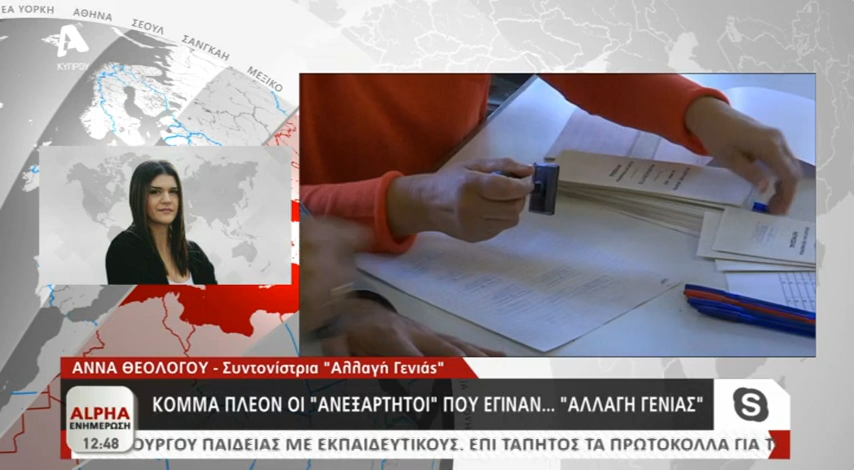 ΕΑ ΥΟΡΚΗ ΑΘΗΝΑ ΣΕΟΥΛ ΣΑΝΓΚΑΗ ΜΕΞΙΚΟ
ΚΥΠΡΟΥ
ΑΝΝΑ ΘΕΟΛΟΓΟΥ - Συντονίστρια "Αλλαγή Γενιάς"
ΚΟΜΜΑ ΠΛΕΟΝ ΟΙ "ΑΝΕΞΑΡΤΗΤΟΙ" ΠΟΥ ΕΓΙΝΑΝ... "ΑΛΛΑΓΗ ΓΕΝΙΑΣ"
ALPHA
ΕΝΗΜΕΡΩΣΗ
12:48
ΟΥΡΓΟΥ ΠΑΙΔΕΙΑΣ ΜΕ ΕΚΠΑΙΔΕΥΤΙΚΟΥΣ. ΕΠΙ ΤΑΠΗΤΟΣ ΤΑ ΠΡΩΤΟΚΟΛΛΑ ΓΙΑ Τ